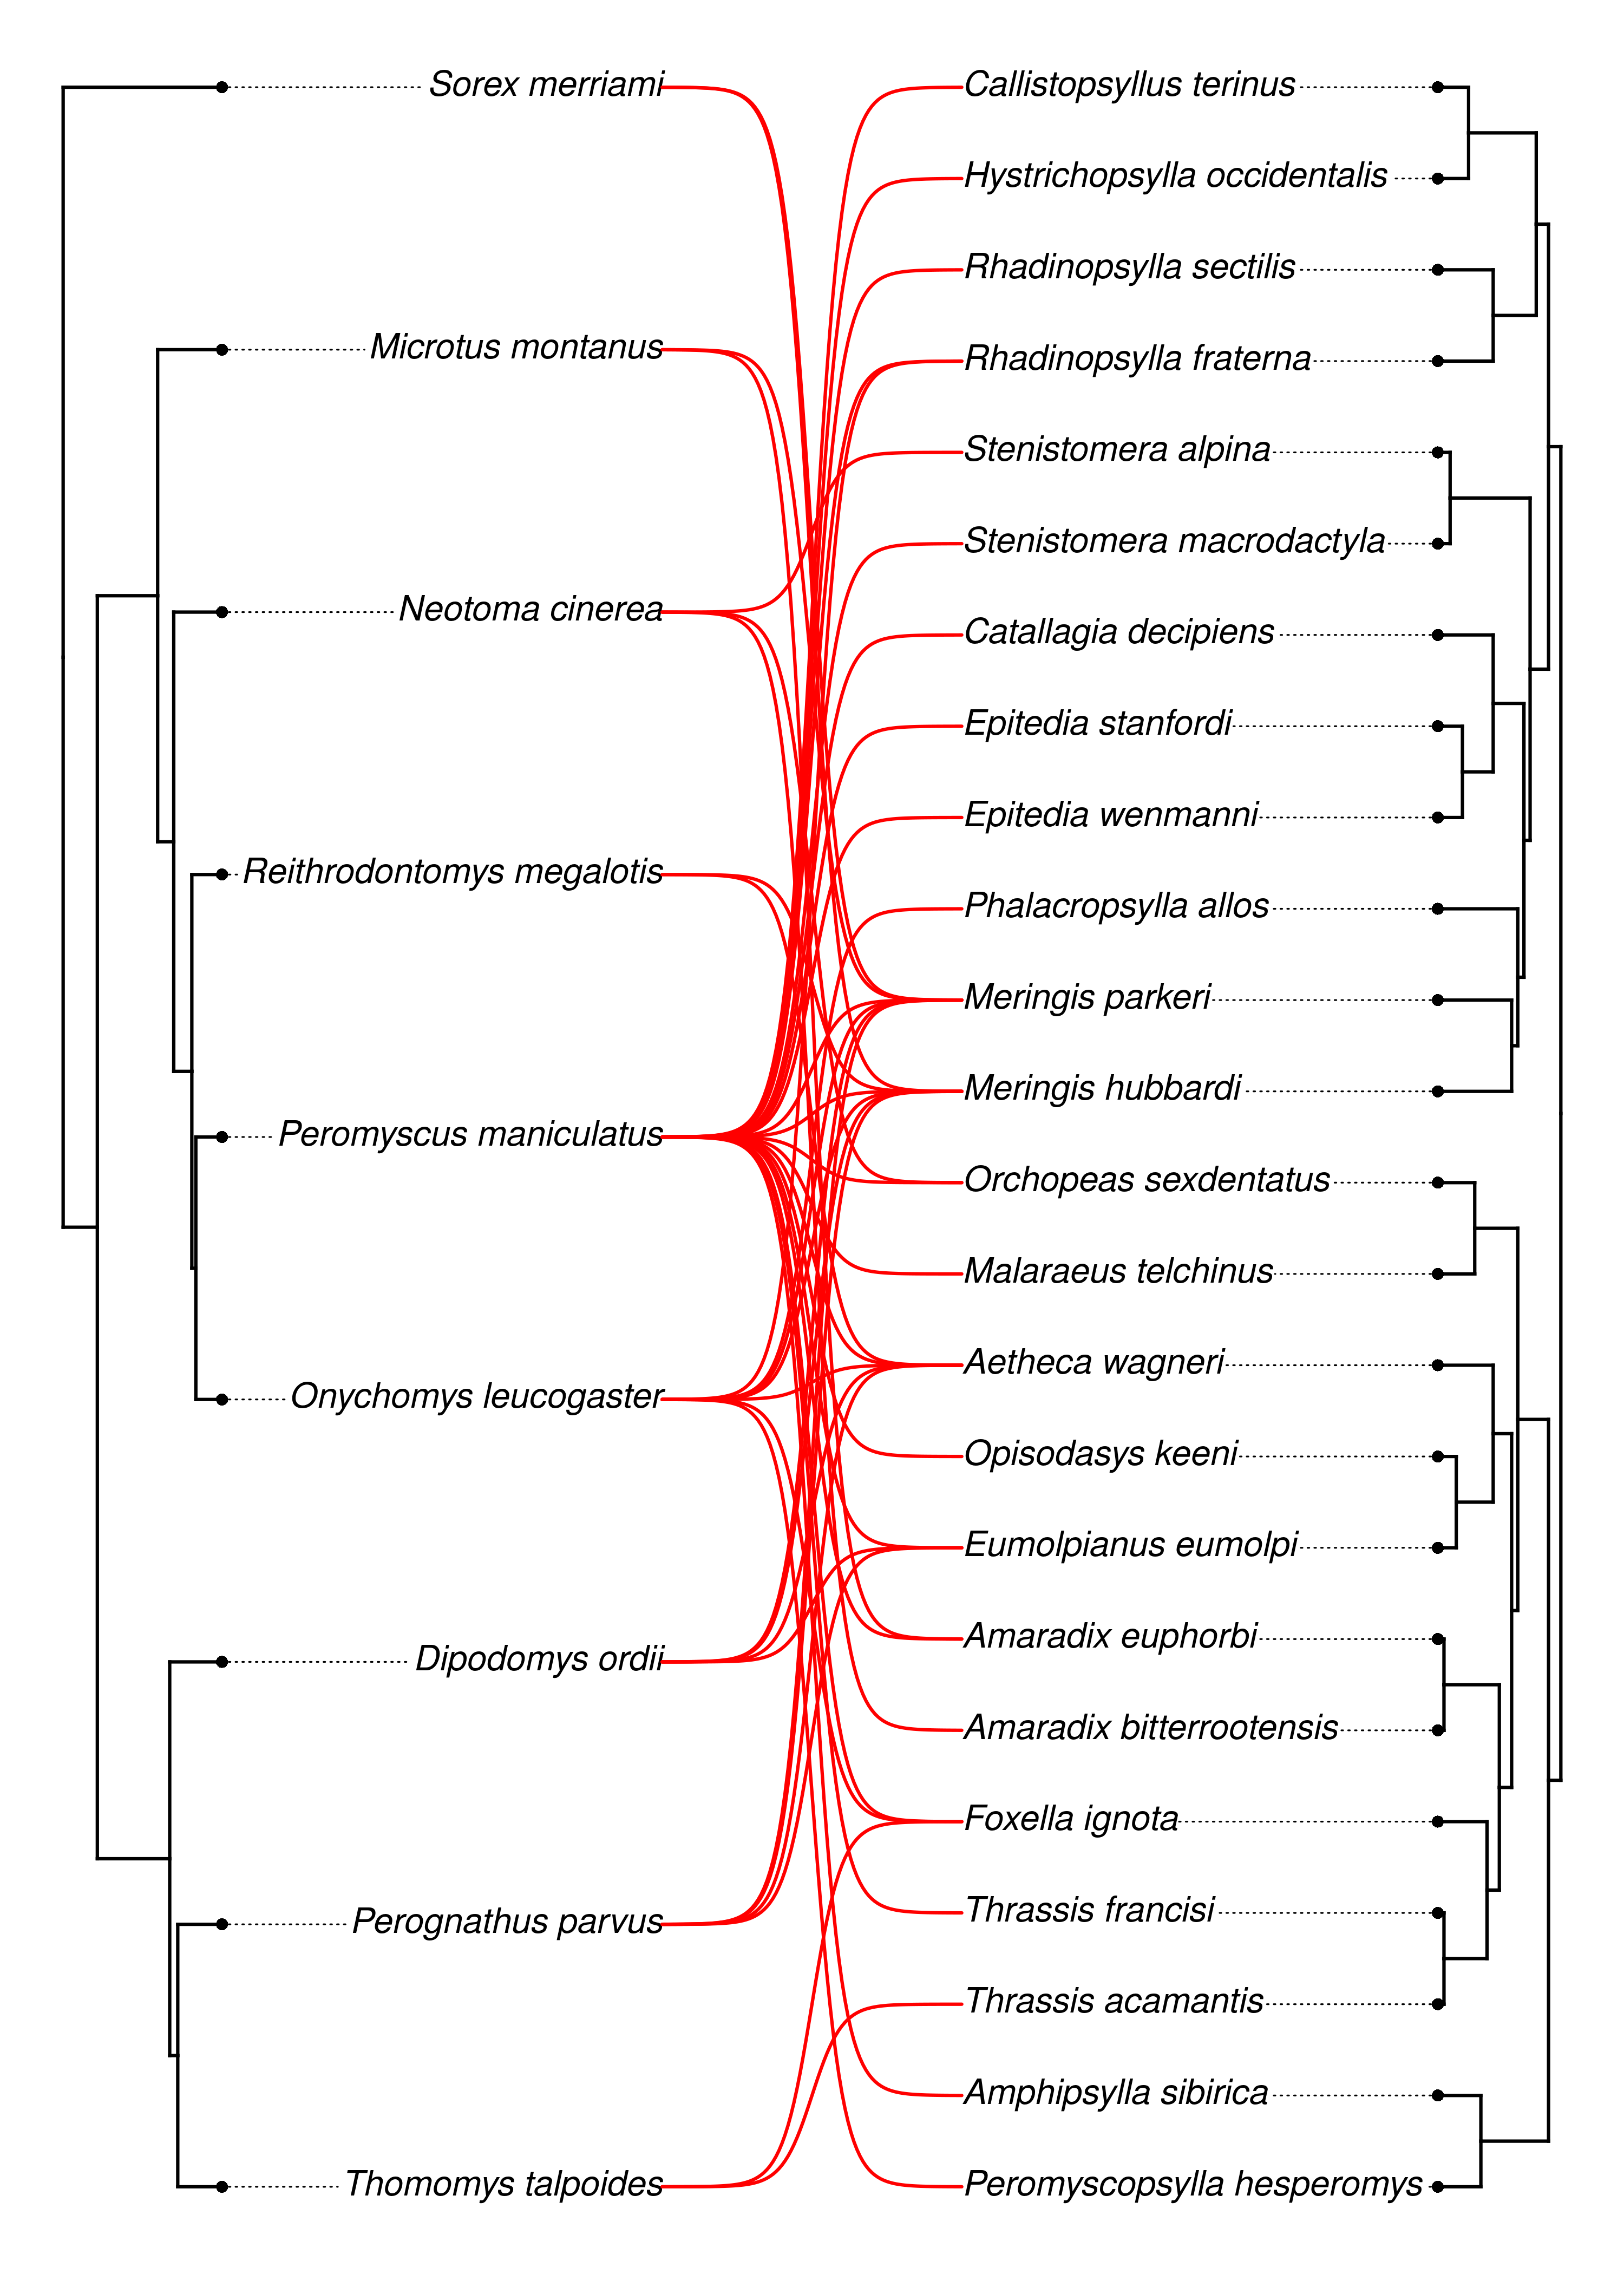 Sorex merriami
Microtus montanus
Neotoma cinerea
Reithrodontomys megalotis
Peromyscus maniculatus
Onychomys leucogaster
Dipodomys ordii
Perognathus parvus
Thomomys talpoides
Callistopsyllus terinus
Hystrichopsylla occidentalis
Rhadinopsylla sectilis
Rhadinopsylla fraterna
Stenistomera alpina
Stenistomera macrodactyla
Catallagia decipiens
Epitedia stanfordi
Epitedia wenmanni
Phalacropsylla allos
Meringis parkeri
Meringis hubbardi
Orchopeas sexdentatus
Malaraeus telchinus
Aetheca wagneri
Opisodasys keeni
Eumolpianus eumolpi
Amaradix euphorbi
Amaradix bitterrootensis
Foxella ignota
Thrassis francisi
Thrassis acamantis
Amphipsylla sibirica
Peromyscopsylla hesperomys